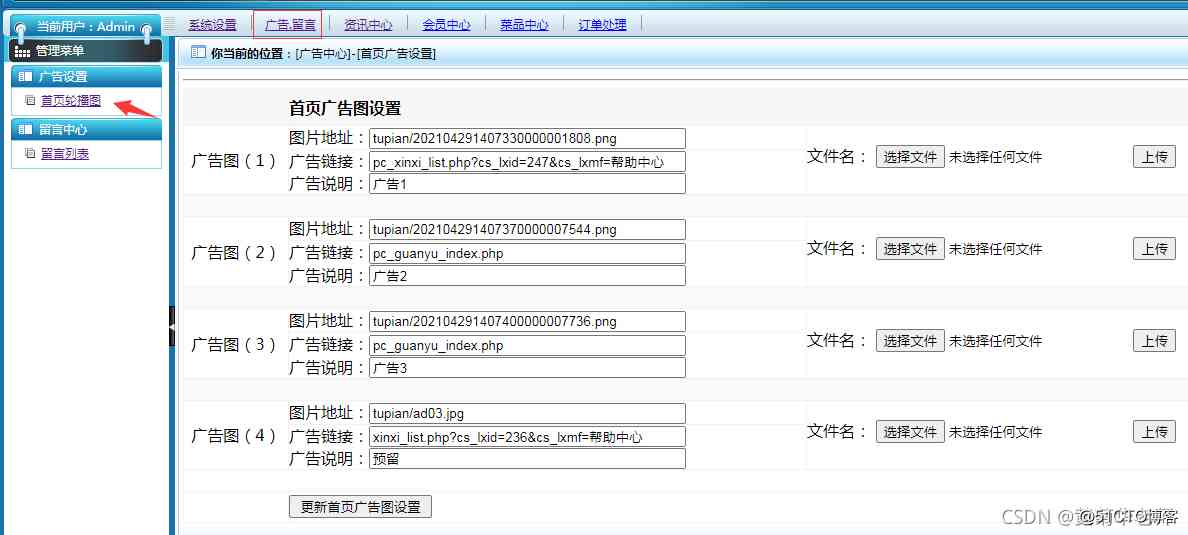 当前用户：Admin
系统设置
广告.留言
资讯中心
会员中心
菜品中心
订单处理
管理菜单
你当前的位置：[广告中心]-[首页广告设置]
广告设置
首页轮播图
留言中心
留言列表
首页广告图设置
广告图（1）
图片地址： tupian/202104291407330000001808.png
广告链接： pc_xinxi_list.php?cs_lxid=247&cs_lxmf=帮助中心
广告说明： 广告1
文件名： 选择文件 未选择任何文件 上传
广告图（2）
图片地址： tupian/202104291407370000007544.png
广告链接： pc_guanyu_index.php
广告说明： 广告2
文件名： 选择文件 未选择任何文件 上传
广告图（3）
图片地址： tupian/202104291407400000007736.png
广告链接： pc_guanyu_index.php
广告说明： 广告3
文件名： 选择文件 未选择任何文件 上传
广告图（4）
图片地址： tupian/ad03.jpg
广告链接： xinxi_list.php?cs_lxid=236&cs_lxmf=帮助中心
广告说明： 预留
文件名： 选择文件 未选择任何文件 上传
更新首页广告图设置
CSDN @51CTO博客